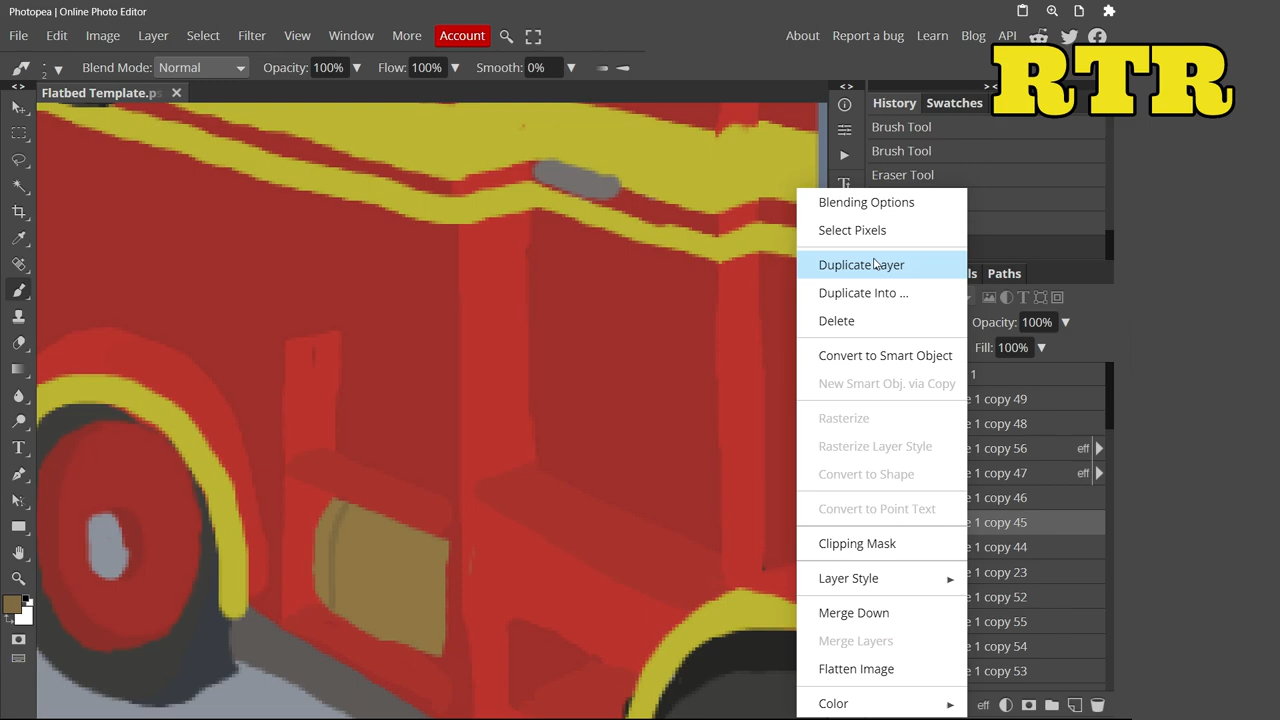 Photopea | Online Photo Editor
File Edit Image Layer Select Filter View Window More Account About Report a bug Learn Blog API
RTR
2 Blend Mode: Normal Opacity: 100% Flow: 100% Smooth: 0%
Flatbed Template.ps
History Swatches
Brush Tool
Brush Tool
Eraser Tool
Blending Options
Select Pixels
Duplicate Layer
Duplicate Into ...
Delete
Convert to Smart Object
New Smart Obj. via Copy
Rasterize
Rasterize Layer Style
Convert to Shape
Convert to Point Text
Clipping Mask
Layer Style
Merge Down
Merge Layers
Flatten Image
Color
ls Paths
Opacity: 100%
Fill: 100%
1
e 1 copy 49
e 1 copy 48
e 1 copy 56 eff
e 1 copy 47 eff
e 1 copy 46
e 1 copy 45
e 1 copy 44
e 1 copy 23
e 1 copy 52
e 1 copy 55
e 1 copy 54
e 1 copy 53
eff